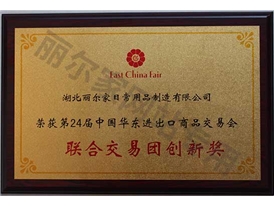 East China Fair
湖北丽尔家日常用品制造有限公司
荣获第24届中国华东进出口商品交易会
联合交易团创新奖